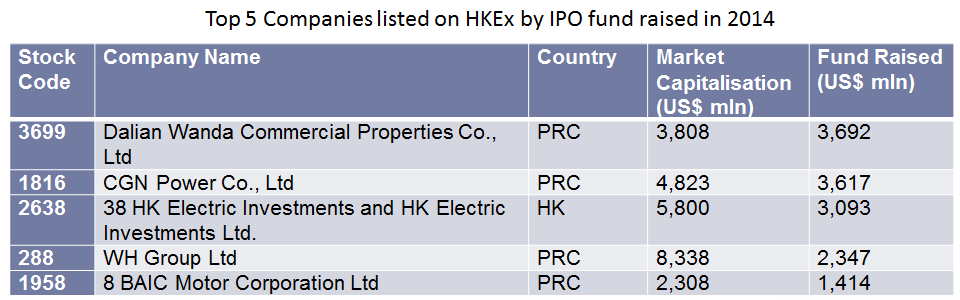 Top 5 Companies listed on HKEx by IPO fund raised in 2014
Stock Code | Company Name | Country | Market Capitalisation (US$ mln) | Fund Raised (US$ mln)
3699 | Dalian Wanda Commercial Properties Co., Ltd | PRC | 3,808 | 3,692
1816 | CGN Power Co., Ltd | PRC | 4,823 | 3,617
2638 | 38 HK Electric Investments and HK Electric Investments Ltd. | HK | 5,800 | 3,093
288 | WH Group Ltd | PRC | 8,338 | 2,347
1958 | 8 BAIC Motor Corporation Ltd | PRC | 2,308 | 1,414